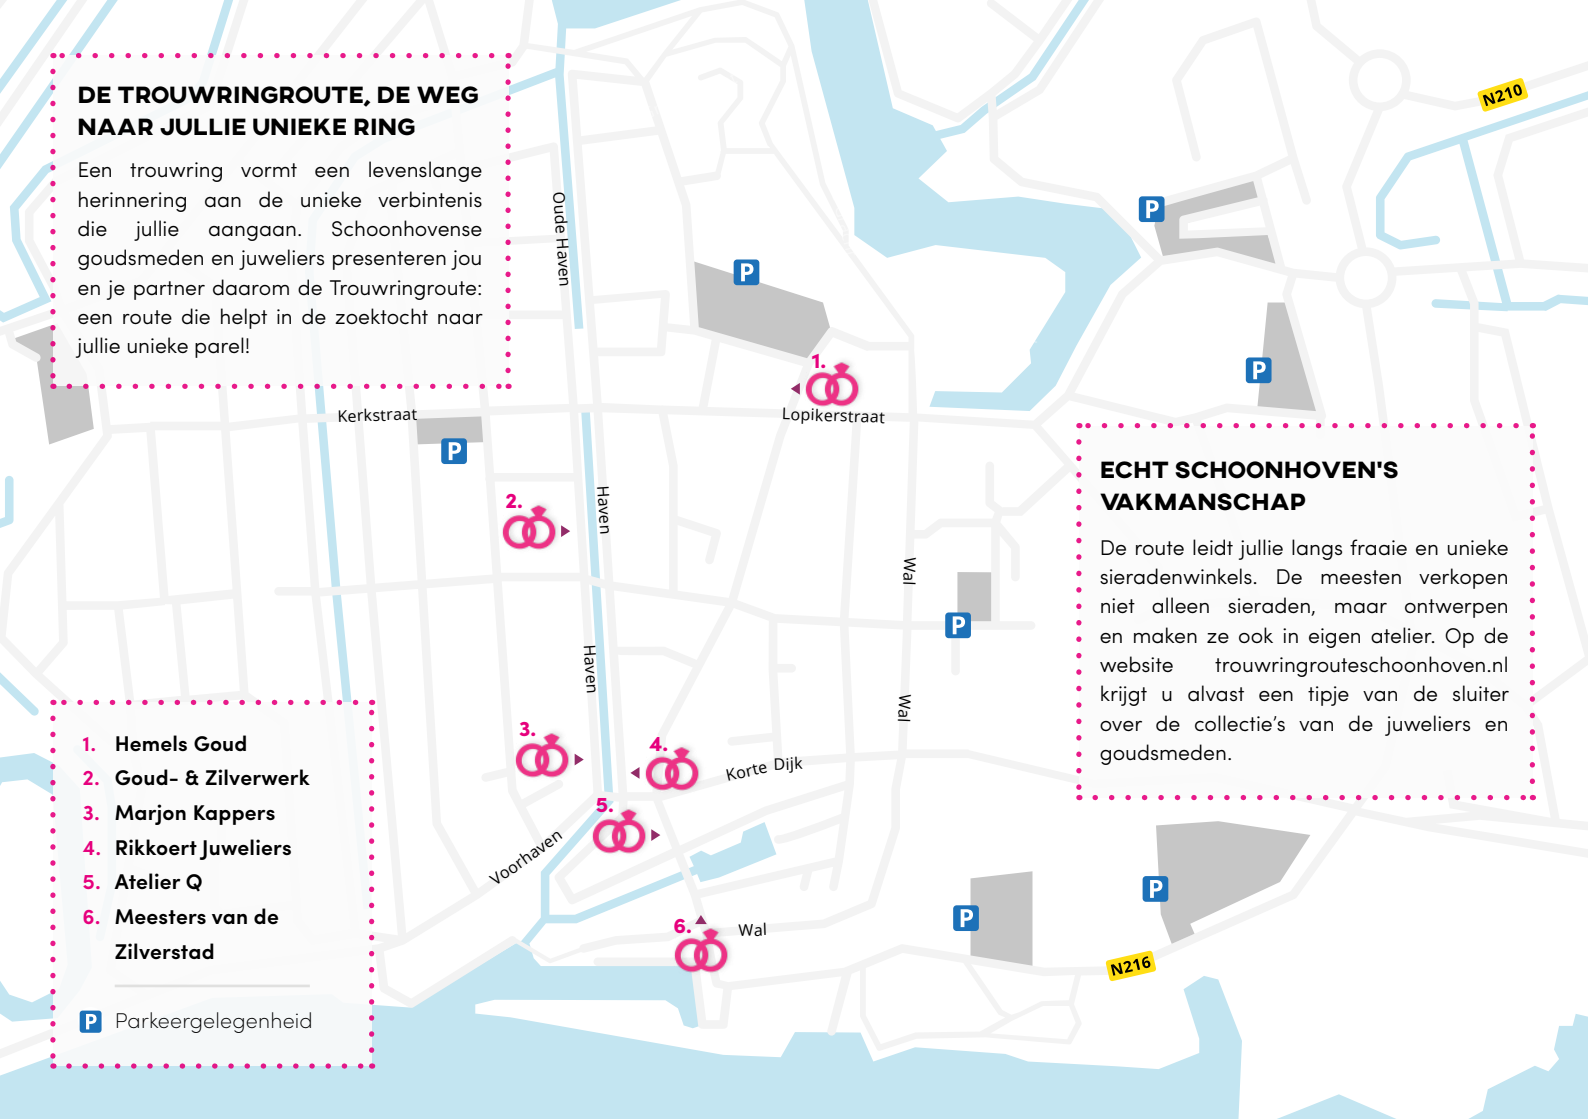 DE TROUWRINGROUTE, DE WEG
NAAR JULLIE UNIEKE RING
Een trouwring vormt een levenslange
herinnering aan de unieke verbintenis
die jullie aangaan. Schoonhovense
goudsmeden en juweliers presenteren jou
en je partner daarom de Trouwringroute:
een route die helpt in de zoektocht naar
jullie unieke parel!
N210
P
Oude Haven
P
P
1.
Kerkstraat
Lopikerstraat
P
2.
Haven
Wal
P
Haven
Wal
3.
4.
Korte Dijk
5.
Voorhaven
6.
Wal
P
P
N216
ECHT SCHOONHOVEN'S
VAKMANSCHAP
De route leidt jullie langs fraaie en unieke
sieradenwinkels. De meesten verkopen
niet alleen sieraden, maar ontwerpen
en maken ze ook in eigen atelier. Op de
website trouwringrouteschoonhoven.nl
krijgt u alvast een tipje van de sluiter
over de collectie's van de juweliers en
goudsmeden.
1. Hemels Goud
2. Goud- & Zilverwerk
3. Marjon Kappers
4. Rikkoert Juweliers
5. Atelier Q
6. Meesters van de
Zilverstad
P Parkeergelegenheid